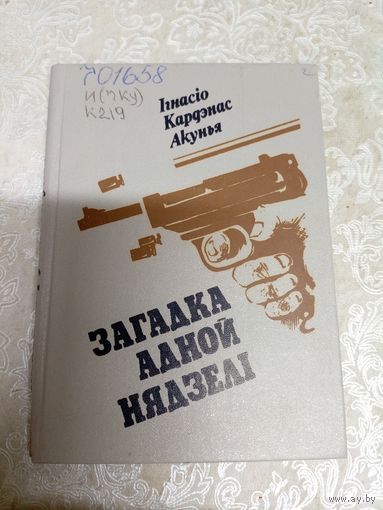 701658
И(7КУ)
К219
Ігнасіо
Кардэнас
Акунья
ЗАГАДКА
АДНОЙ
НЯДЗЕЛІ
www.ay.by